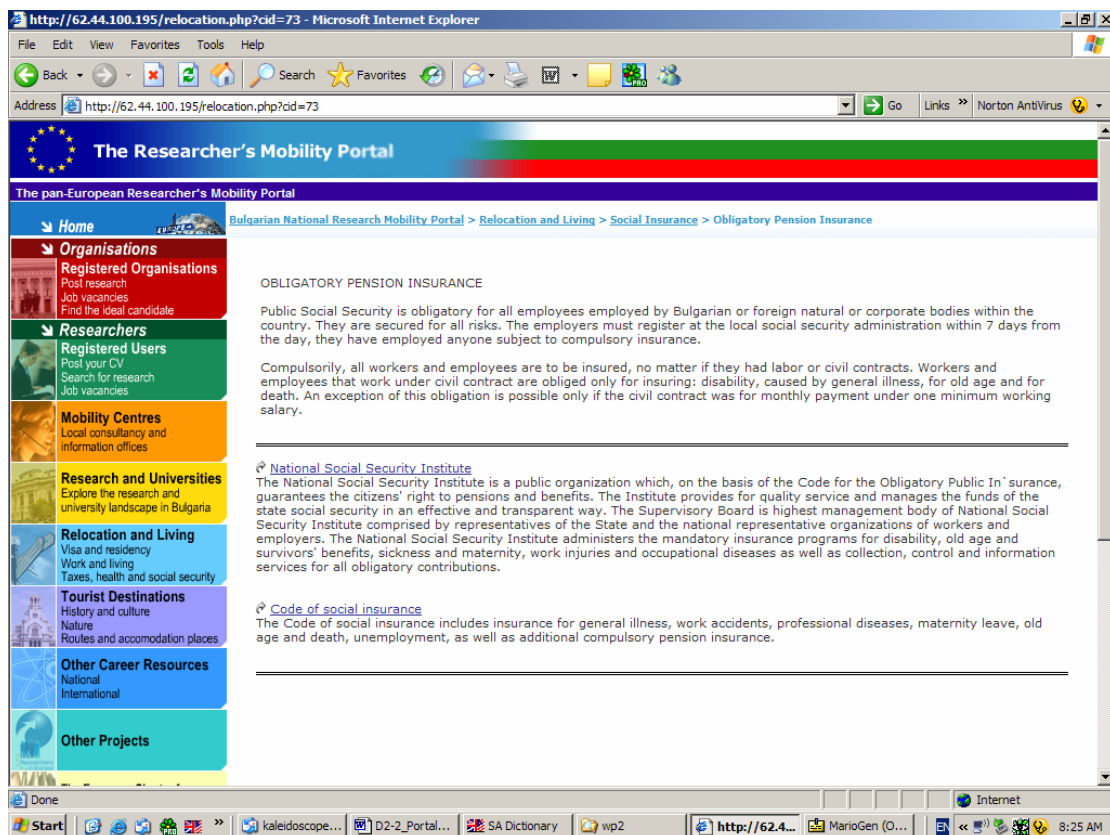 http://62.44.100.195/relocation.php?cid=73 - Microsoft Internet Explorer
File Edit View Favorites Tools Help
Back Search Favorites
Address http://62.44.100.195/relocation.php?cid=73 Go Links » Norton AntiVirus
The Researcher's Mobility Portal
The pan-European Researcher's Mobility Portal
Home
Bulgarian National Research Mobility Portal > Relocation and Living > Social Insurance > Obligatory Pension Insurance
Organisations
Registered Organisations
Post research
Job vacancies
Find the ideal candidate
Researchers
Registered Users
Post your CV
Search for research
Job vacancies
Mobility Centres
Local consultancy and
information offices
Research and Universities
Explore the research and
university landscape in Bulgaria
Relocation and Living
Visa and residency
Work and living
Taxes, health and social security
Tourist Destinations
History and culture
Nature
Routes and accomodation places
Other Career Resources
National
International
Other Projects
OBLIGATORY PENSION INSURANCE
Public Social Security is obligatory for all employees employed by Bulgarian or foreign natural or corporate bodies within the
country. They are secured for all risks. The employers must register at the local social security administration within 7 days from
the day, they have employed anyone subject to compulsory insurance.
Compulsorily, all workers and employees are to be insured, no matter if they had labor or civil contracts. Workers and
employees that work under civil contract are obliged only for insuring: disability, caused by general illness, for old age and for
death. An exception of this obligation is possible only if the civil contract was for monthly payment under one minimum working
salary.
National Social Security Institute
The National Social Security Institute is a public organization which, on the basis of the Code for the Obligatory Public In`surance,
guarantees the citizens' right to pensions and benefits. The Institute provides for quality service and manages the funds of the
state social security in an effective and transparent way. The Supervisory Board is highest management body of National Social
Security Institute comprised by representatives of the State and the national representative organizations of workers and
employers. The National Social Security Institute administers the mandatory insurance programs for disability, old age and
survivors' benefits, sickness and maternity, work injuries and occupational diseases as well as collection, control and information
services for all obligatory contributions.
Code of social insurance
The Code of social insurance includes insurance for general illness, work accidents, professional diseases, maternity leave, old
age and death, unemployment, as well as additional compulsory pension insurance.
Done Internet
Start » kaleidoscope... D2-2_Portal... SA Dictionary wp2 http://62.4... MarioGen (O... EN « 8:25 AM